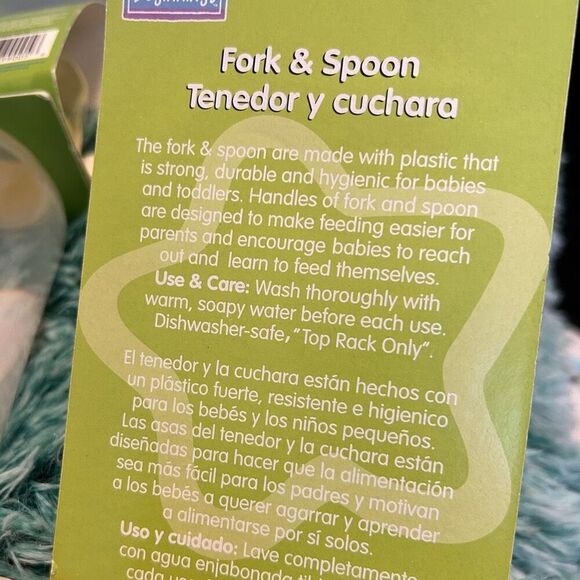 Beginnings
Fork & Spoon
Tenedor y cuchara
The fork & spoon are made with plastic that
is strong, durable and hygienic for babies
and toddlers. Handles of fork and spoon
are designed to make feeding easier for
parents and encourage babies to reach
out and learn to feed themselves.
Use & Care: Wash thoroughly with
warm, soapy water before each use.
Dishwasher-safe, "Top Rack Only".
El tenedor y la cuchara están hechos con
un plástico fuerte, resistente e higienico
para los bebés y los niños pequeños.
Las asas del tenedor y la cuchara están
diseñadas para hacer que la alimentación
sea más fácil para los padres y motivan
a los bebés a querer agarrar y aprender
a alimentarse por sí solos.
Uso y cuidado: Lave completamente
con agua enjabonada
cada